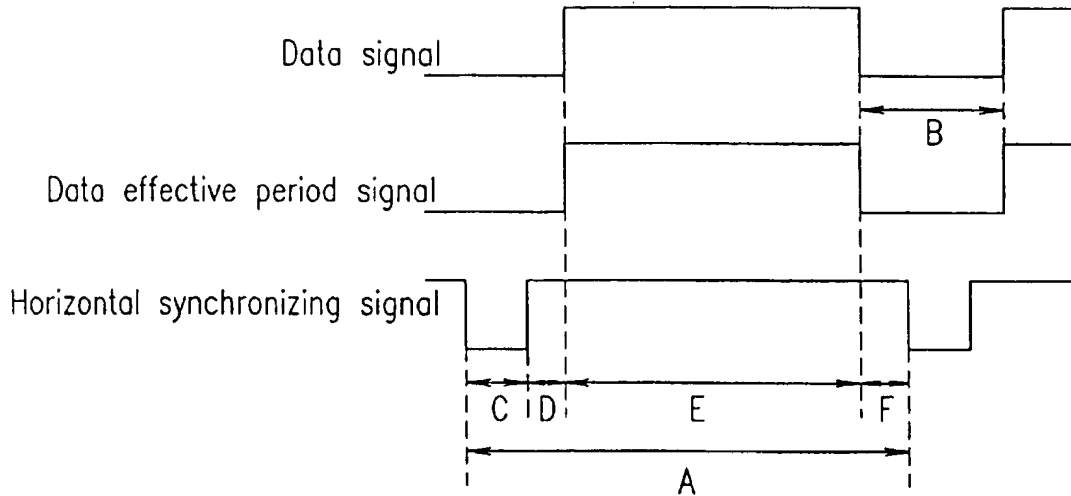 Data signal
B
Data effective period signal
Horizontal synchronizing signal
C D E F
A